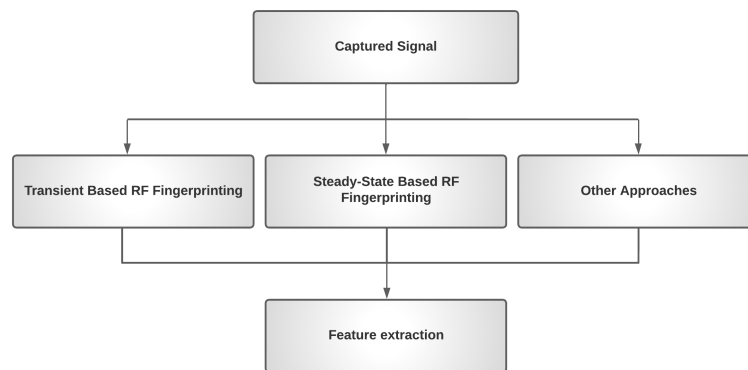 Captured Signal
Transient Based RF Fingerprinting
Steady-State Based RF
Fingerprinting
Other Approaches
Feature extraction